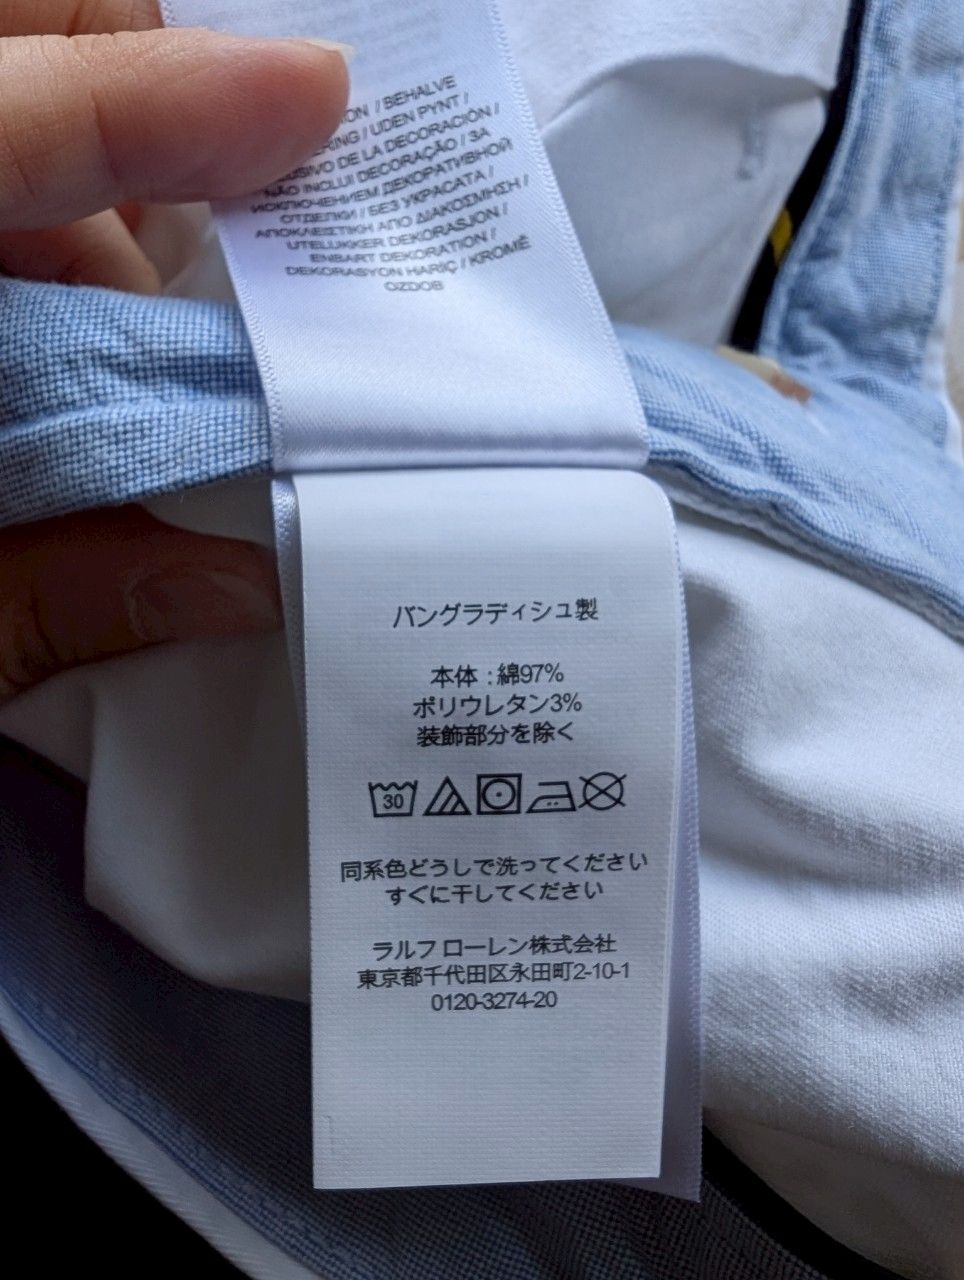 ION / BEHALVE
ERING / UDEN PYNT /
LUSIVO DE LA DECORACIÓN /
NÃO INCLUI DECORAÇÃO / ЗА
ИСКЛЮЧЕНИЕМ ДЕКОРАТИВНОЙ
ОТДЕЛКИ / БЕЗ УКРАСАТА /
ΑΠΟΚΛΕΙΣΤΙΚΗ ΑΠΟ ΔΙΑΚΟΣΜΗΣΗ /
UTELUKKER DEKORASJON /
ENBART DEKORATION /
DEKORASYON HARIÇ / KROMĚ
OZDOB
バングラディシュ製
本体 : 綿97%
ポリウレタン3%
装飾部分を除く
30
同系色どうしで洗ってください
すぐに干してください
ラルフ ローレン株式会社
東京都千代田区永田町2-10-1
0120-3274-20